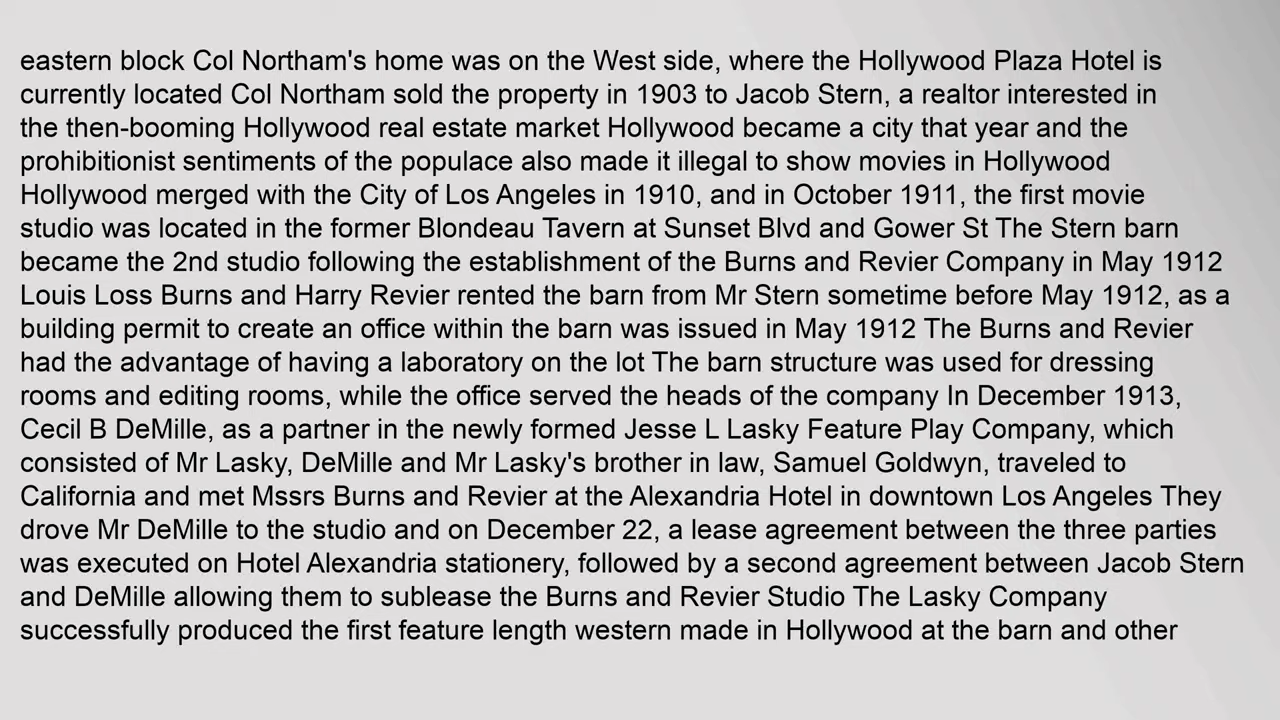 eastern block Col Northam's home was on the West side, where the Hollywood Plaza Hotel is
currently located Col Northam sold the property in 1903 to Jacob Stern, a realtor interested in
the then-booming Hollywood real estate market Hollywood became a city that year and the
prohibitionist sentiments of the populace also made it illegal to show movies in Hollywood
Hollywood merged with the City of Los Angeles in 1910, and in October 1911, the first movie
studio was located in the former Blondeau Tavern at Sunset Blvd and Gower St The Stern barn
became the 2nd studio following the establishment of the Burns and Revier Company in May 1912
Louis Loss Burns and Harry Revier rented the barn from Mr Stern sometime before May 1912, as a
building permit to create an office within the barn was issued in May 1912 The Burns and Revier
had the advantage of having a laboratory on the lot The barn structure was used for dressing
rooms and editing rooms, while the office served the heads of the company In December 1913,
Cecil B DeMille, as a partner in the newly formed Jesse L Lasky Feature Play Company, which
consisted of Mr Lasky, DeMille and Mr Lasky's brother in law, Samuel Goldwyn, traveled to
California and met Mssrs Burns and Revier at the Alexandria Hotel in downtown Los Angeles They
drove Mr DeMille to the studio and on December 22, a lease agreement between the three parties
was executed on Hotel Alexandria stationery, followed by a second agreement between Jacob Stern
and DeMille allowing them to sublease the Burns and Revier Studio The Lasky Company
successfully produced the first feature length western made in Hollywood at the barn and other